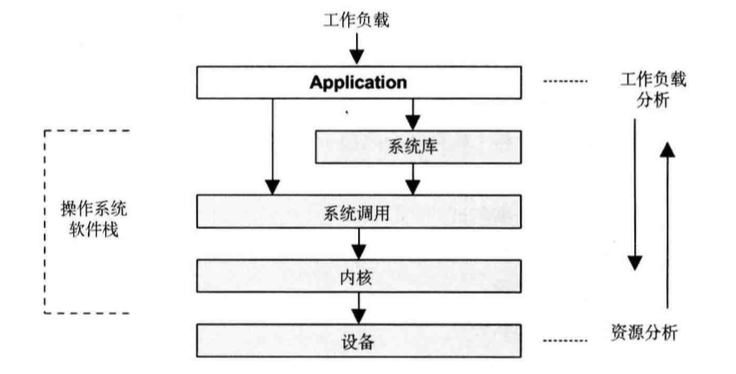 工作负载
Application
工作负载
分析
系统库
操作系统
软件栈
系统调用
内核
资源分析
设备